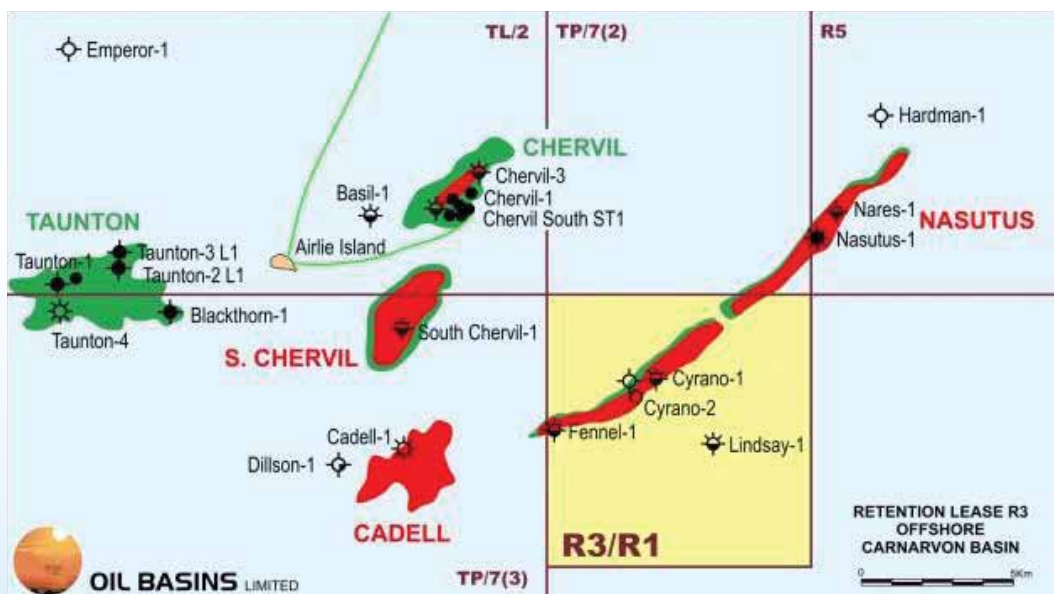 TL/2
TP/7(2)
R5
Emperor-1
Hardman-1
CHERVIL
Chervil-3
Basil-1
Chervil-1
Chervil South ST1
Nares-1
NASUTUS
Nasutus-1
TAUNTON
Airlie Island
Taunton-3 L1
Taunton-1
Taunton-2 L1
Blackthorn-1
Taunton-4
South Chervil-1
S. CHERVIL
Cyrano-1
Cyrano-2
Fennel-1
Lindsay-1
Cadell-1
Dillson-1
CADELL
R3/R1
RETENTION LEASE R3
OFFSHORE
CARNARVON BASIN
0 5Km
OIL BASINS LIMITED
TP/7(3)